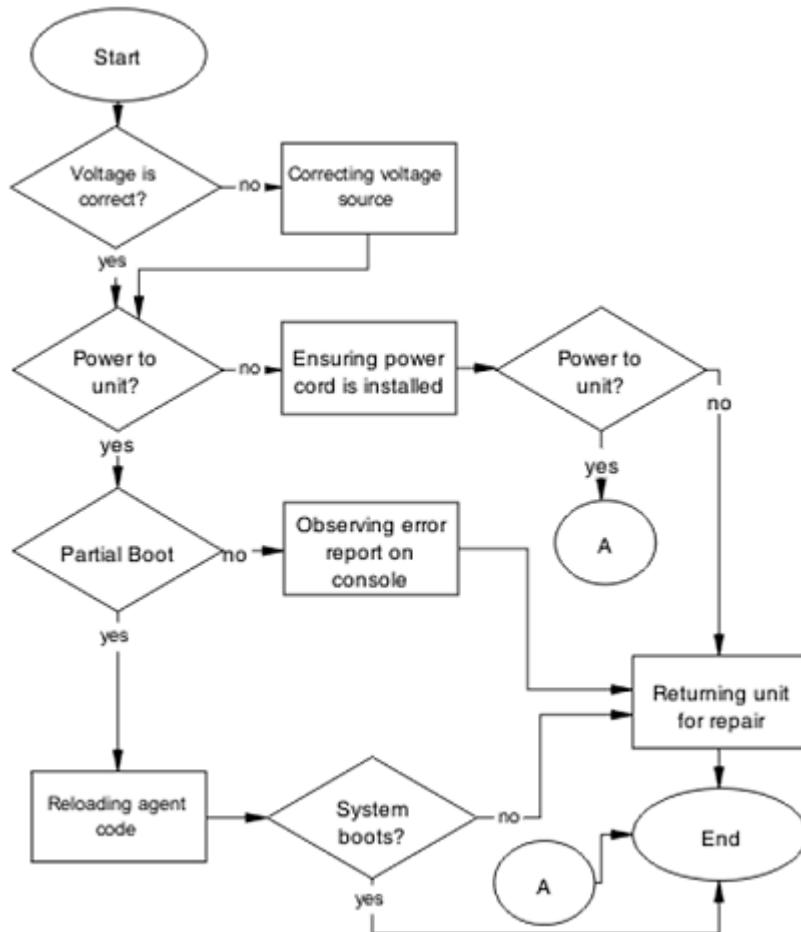 Start
Voltage is
correct?
no
Correcting voltage
source
yes
Power to
unit?
no
Ensuring power
cord is installed
Power to
unit?
no
yes
yes
A
Partial Boot
no
Observing error
report on
console
yes
Returning unit
for repair
Reloading agent
code
System
boots?
no
End
A
yes